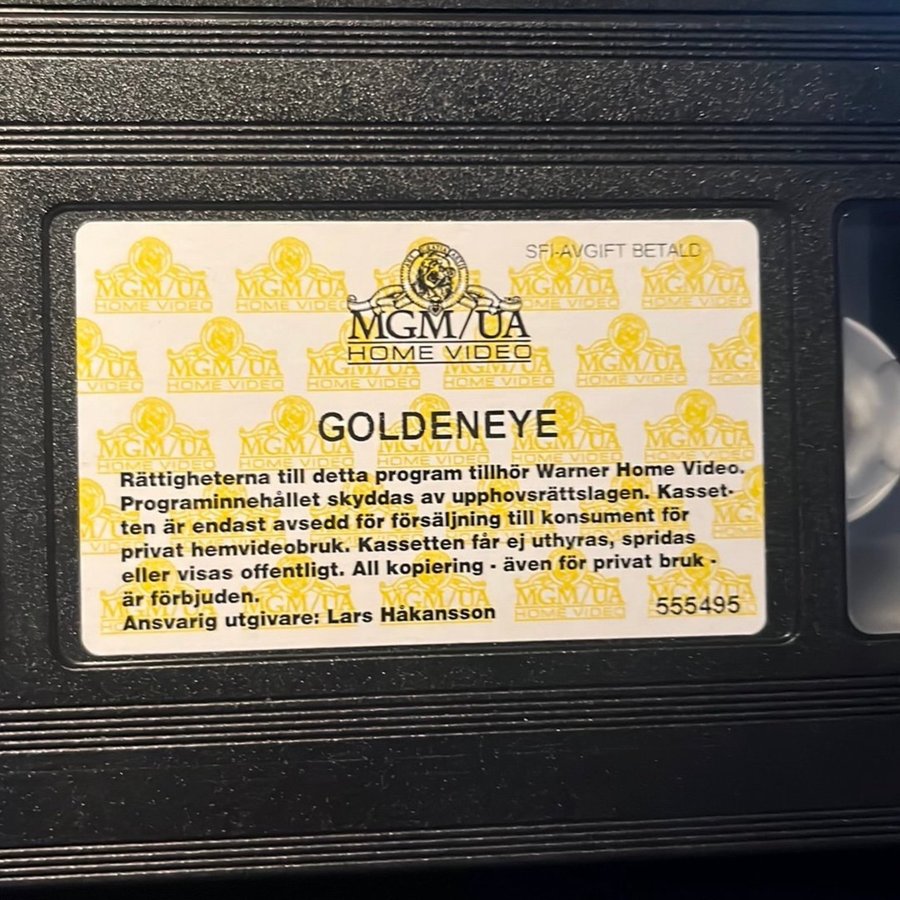 SFI-AVGIFT BETALD
MGM/UA
HOME VIDEO
GOLDENEYE
Rättigheterna till detta program tillhör Warner Home Video.
Programinnehållet skyddas av upphovsrättslagen. Kasset-
ten är endast avsedd för försäljning till konsument för
privat hemvideobruk. Kassetten får ej uthyras, spridas
eller visas offentligt. All kopiering - även för privat bruk -
är förbjuden.
Ansvarig utgivare: Lars Håkansson
555495